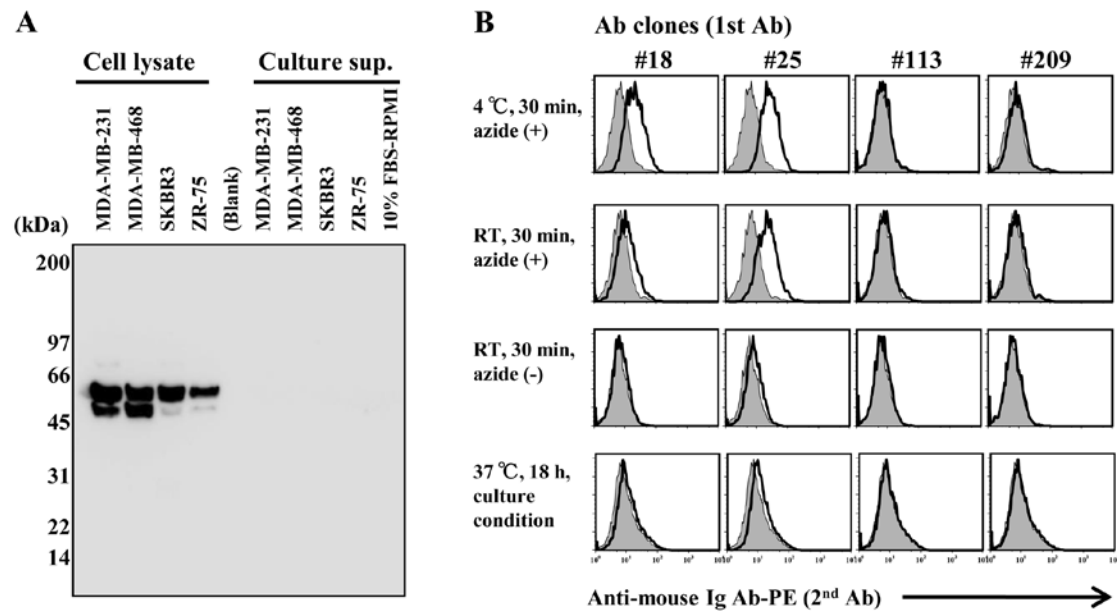 A
Cell lysate
Culture sup.
MDA-MB-231
MDA-MB-468
SKBR3
ZR-75
(Blank)
MDA-MB-231
MDA-MB-468
SKBR3
ZR-75
10% FBS-RPMI
(kDa)
200
97
66
45
31
22
14
B
Ab clones (1st Ab)
#18 #25 #113 #209
4 ℃, 30 min,
azide (+)
RT, 30 min,
azide (+)
RT, 30 min,
azide (-)
37 ℃, 18 h,
culture
condition
Anti-mouse Ig Ab-PE (2nd Ab)